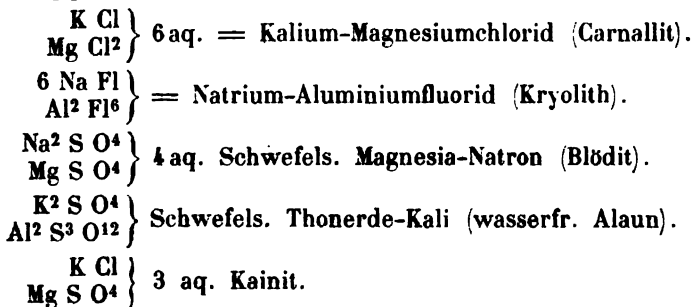 K Cl
Mg Cl² } 6 aq. = Kalium-Magnesiumchlorid (Carnallit).
6 Na Fl
Al² Fl⁶ } = Natrium-Aluminiumfluorid (Kryolith).
Na² S O⁴
Mg S O⁴ } 4 aq. Schwefels. Magnesia-Natron (Blödit).
K² S O⁴
Al² S³ O¹² } Schwefels. Thonerde-Kali (wasserfr. Alaun).
K Cl
Mg S O⁴ } 3 aq. Kainit.